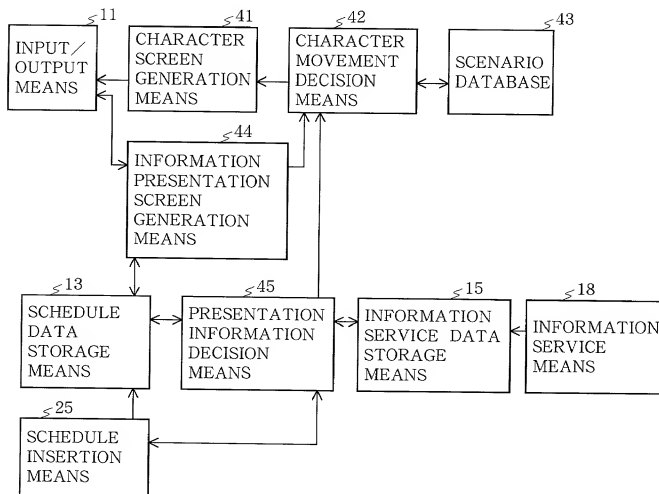 11
INPUT/
OUTPUT
MEANS
41
CHARACTER
SCREEN
GENERATION
MEANS
42
CHARACTER
MOVEMENT
DECISION
MEANS
43
SCENARIO
DATABASE
44
INFORMATION
PRESENTATION
SCREEN
GENERATION
MEANS
13
SCHEDULE
DATA
STORAGE
MEANS
45
PRESENTATION
INFORMATION
DECISION
MEANS
15
INFORMATION
SERVICE DATA
STORAGE
MEANS
18
INFORMATION
SERVICE
MEANS
25
SCHEDULE
INSERTION
MEANS